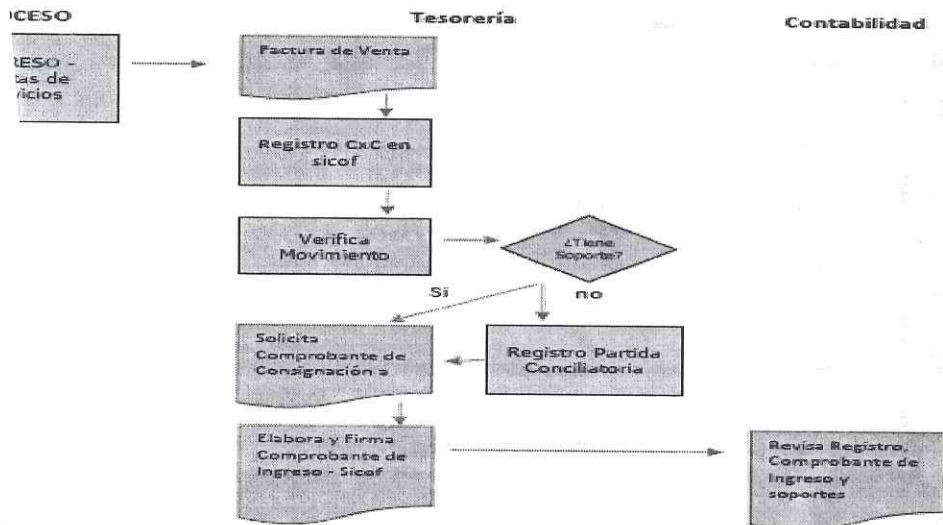 OCESO
Tesorería
Contabilidad
RESO -
tas de
vicios
Factura de Venta
Registro CxC en
sicof
Verifica
Movimiento
¿Tiene
Soporte?
Si
no
Solicita
Comprobante de
Consignación a
Registro Partida
Conciliatoria
Elabora y Firma
Comprobante de
Ingreso - Sicof
Revisa Registro,
Comprobante de
Ingreso y
soportes